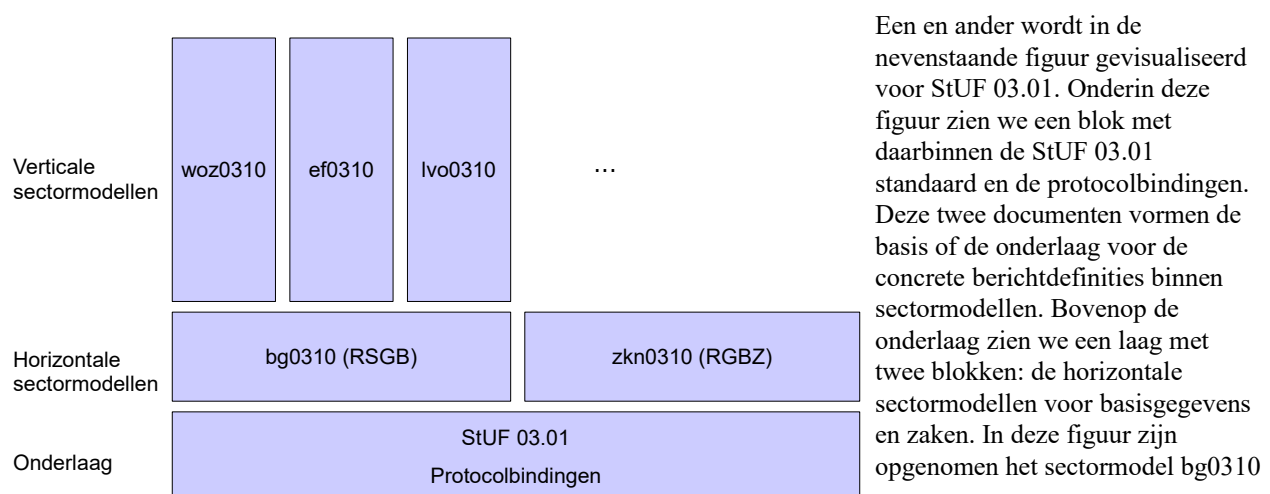 Verticale
sectormodellen
woz0310
ef0310
lvo0310
...
Horizontale
sectormodellen
bg0310 (RSGB)
zkn0310 (RGBZ)
Onderlaag
StUF 03.01
Protocolbindingen
Een en ander wordt in de
nevenstaande figuur gevisualiseerd
voor StUF 03.01. Onderin deze
figuur zien we een blok met
daarbinnen de StUF 03.01
standaard en de protocolbindingen.
Deze twee documenten vormen de
basis of de onderlaag voor de
concrete berichtdefinities binnen
sectormodellen. Bovenop de
onderlaag zien we een laag met
twee blokken: de horizontale
sectormodellen voor basisgegevens
en zaken. In deze figuur zijn
opgenomen het sectormodel bg0310